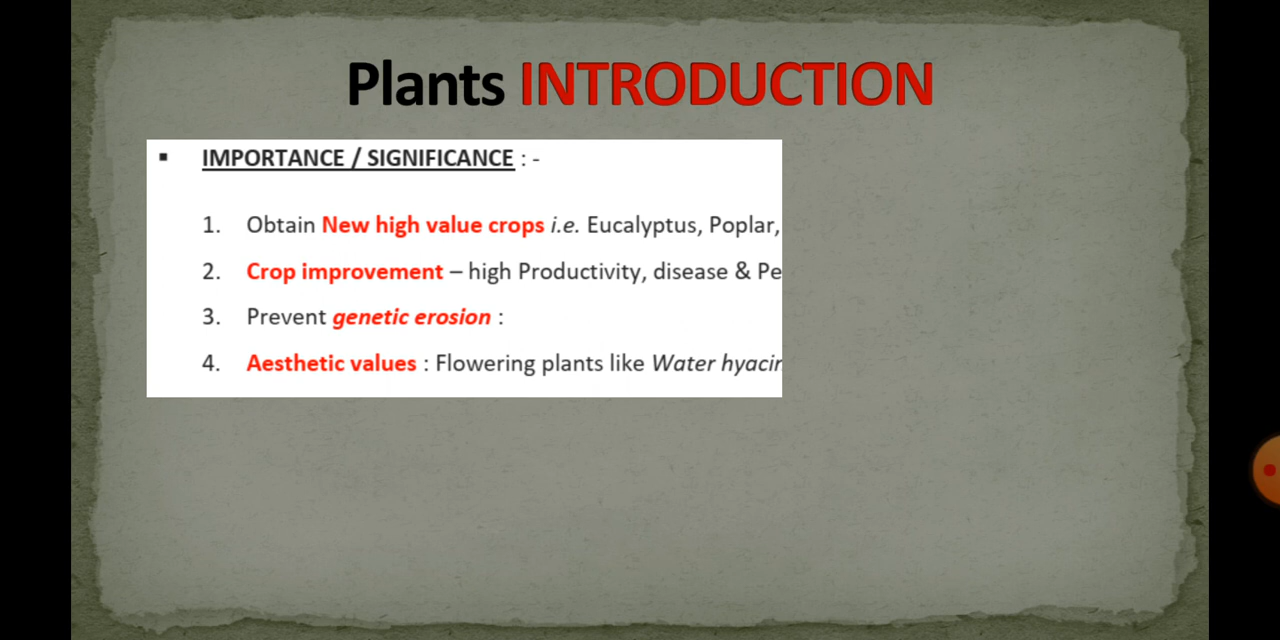 Plants INTRODUCTION
▪ IMPORTANCE / SIGNIFICANCE : -
1. Obtain New high value crops i.e. Eucalyptus, Poplar,
2. Crop improvement – high Productivity, disease & Pe
3. Prevent genetic erosion :
4. Aesthetic values : Flowering plants like Water